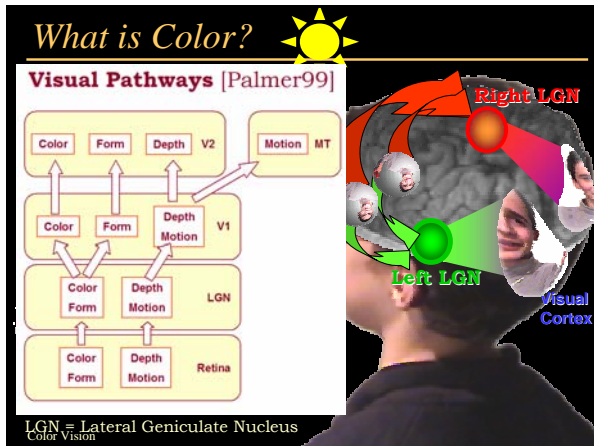 What is Color?
Visual Pathways [Palmer99]
Color Form Depth V2 Motion MT
Color Form Depth Motion V1
Color Form Depth Motion LGN
Color Form Depth Motion Retina
Right LGN
Left LGN
Visual
Cortex
LGN = Lateral Geniculate Nucleus
Color Vision